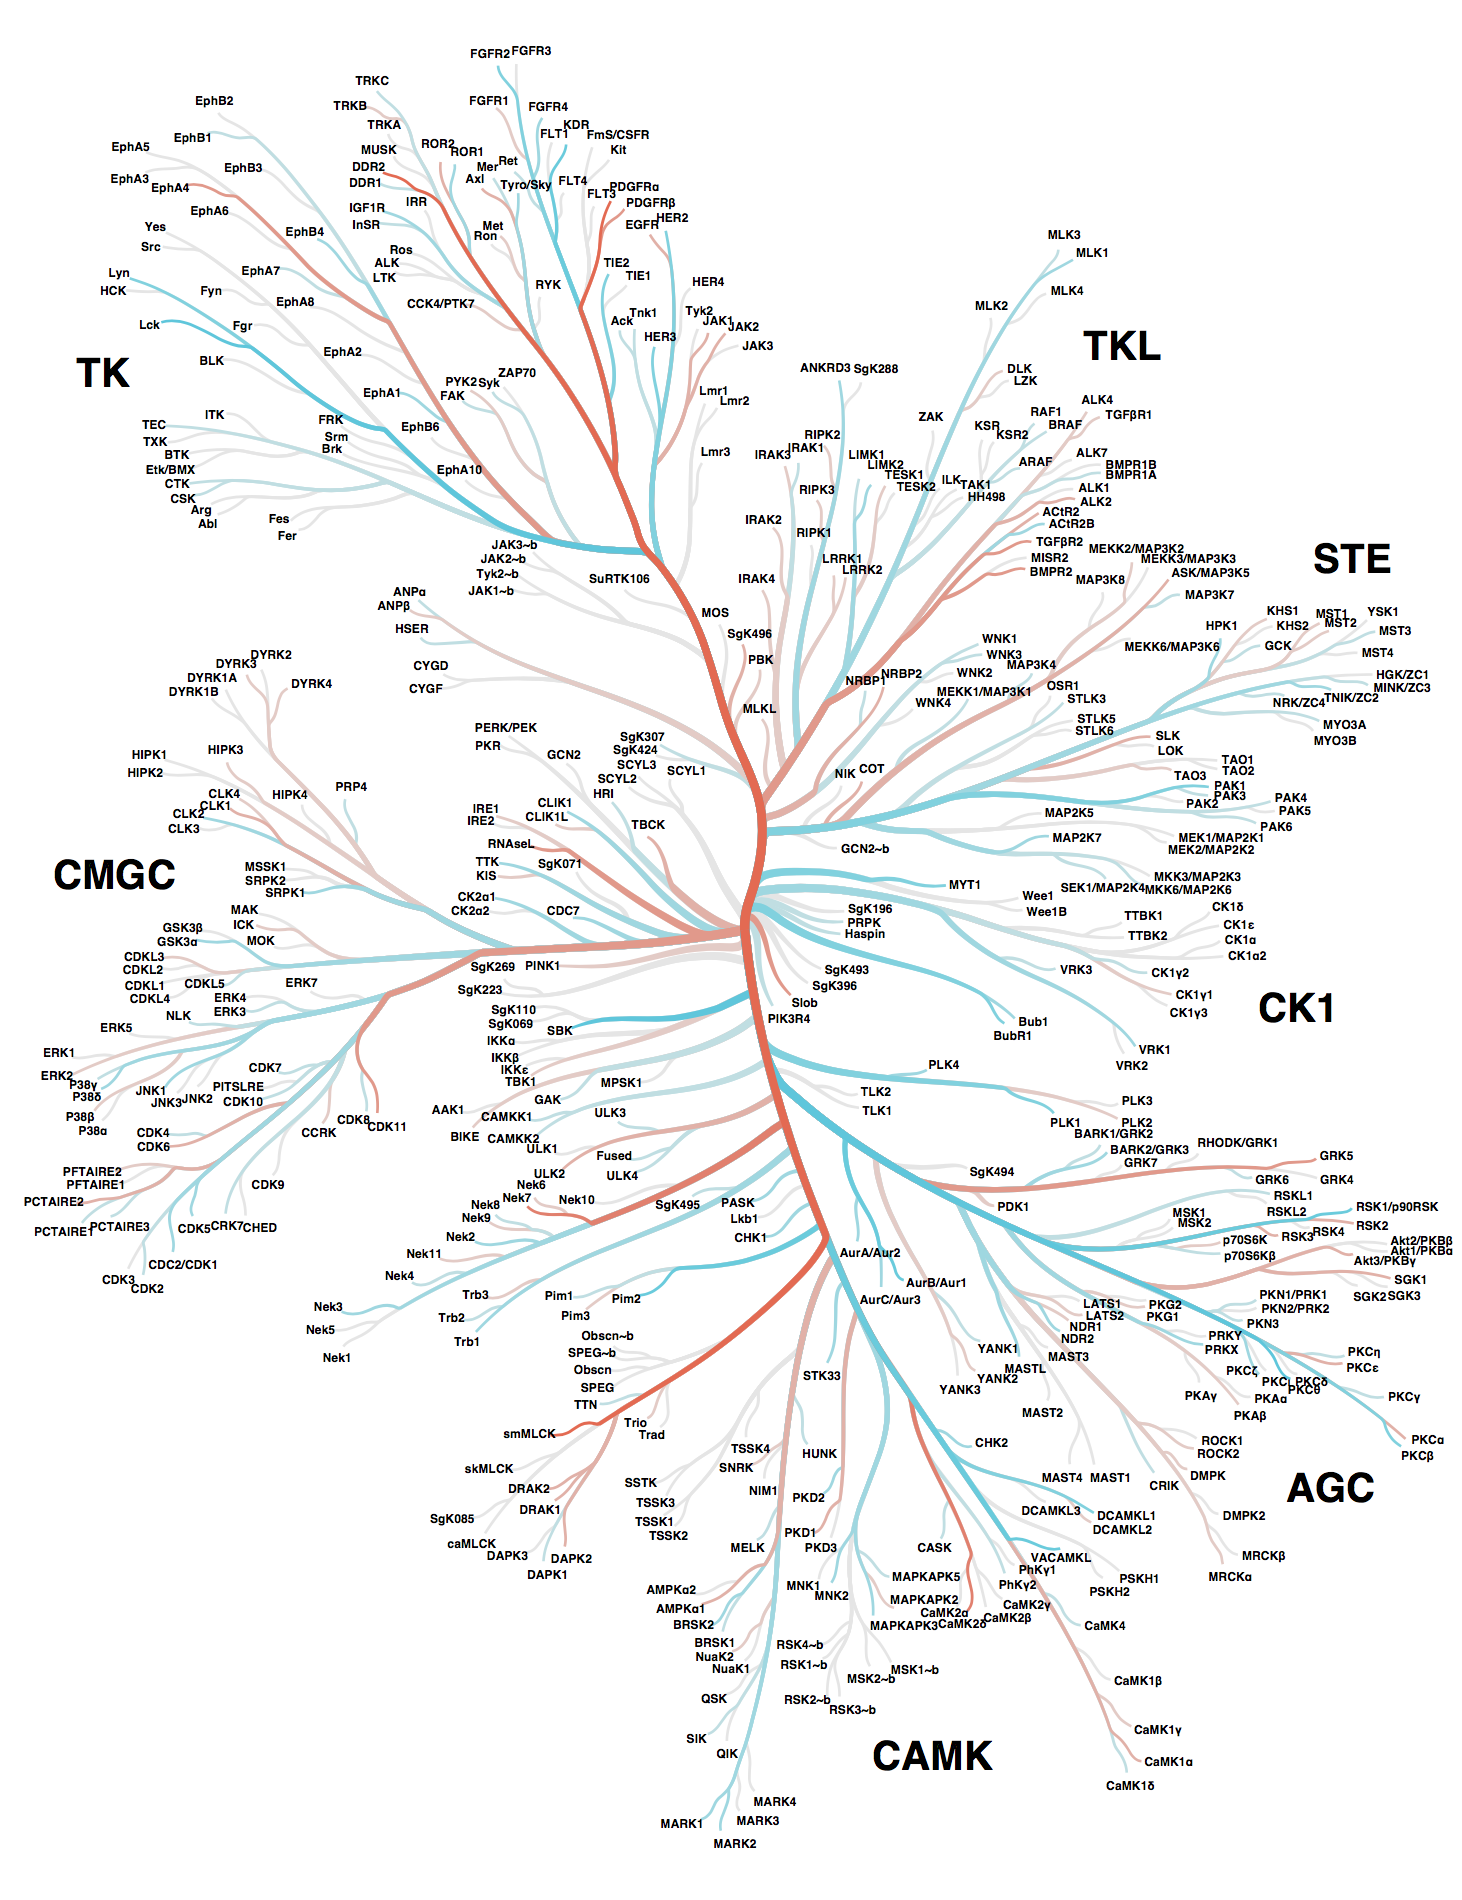 FGFR2
FGFR3
TRKC
EphB2
TRKB
FGFR1
FGFR4
TRKA
KDR
FLT1
FmS/CSFR
EphB1
EphA5
MUSK
ROR2
ROR1
Kit
Ret
Mer
DDR2
EphB3
EphA3
EphA4
DDR1
Axl
Tyro/Sky
FLT4
PDGFRα
FLT3
IRR
PDGFRβ
IGF1R
EphA6
HER2
InSR
EGFR
Yes
Met
Ron
EphB4
MLK3
Src
Ros
MLK1
ALK
TIE2
Lyn
EphA7
LTK
TIE1
HER4
HCK
Fyn
RYK
MLK4
EphA8
CCK4/PTK7
MLK2
Tnk1
Tyk2
Ack
JAK1
JAK2
Lck
Fgr
HER3
JAK3
TKL
EphA2
BLK
TK
ZAP70
ANKRD3
SgK288
DLK
PYK2
Syk
LZK
EphA1
FAK
Lmr1
Lmr2
ALK4
ITK
RAF1
TGFβR1
ZAK
FRK
TEC
EphB6
KSR
BRAF
Srm
RIPK2
KSR2
TXK
Brk
IRAK1
BTK
Lmr3
IRAK3
LIMK1
ALK7
Etk/BMX
EphA10
LIMK2
ARAF
BMPR1B
CTK
TESK1
ILK
BMPR1A
TAK1
TESK2
RIPK3
ALK1
CSK
HH498
ALK2
Arg
ACtR2
Abl
Fes
IRAK2
ACtR2B
Fer
RIPK1
JAK3~b
TGFβR2
MEKK2/MAP3K2
JAK2~b
LRRK1
MISR2
MEKK3/MAP3K3
STE
LRRK2
BMPR2
ASK/MAP3K5
Tyk2~b
SuRTK106
IRAK4
MAP3K8
JAK1~b
ANPα
MAP3K7
ANPβ
MOS
KHS1
MST1
YSK1
HSER
SgK496
HPK1
KHS2
MST2
MST3
WNK1
MEKK6/MAP3K6
GCK
WNK3
MST4
DYRK2
PBK
MAP3K4
DYRK3
CYGD
WNK2
NRBP2
NRBP1
HGK/ZC1
DYRK1A
OSR1
MINK/ZC3
DYRK4
CYGF
MEKK1/MAP3K1
TNIK/ZC2
DYRK1B
STLK3
NRK/ZC4
WNK4
MLKL
STLK5
MYO3A
PERK/PEK
STLK6
SgK307
SLK
MYO3B
PKR
SgK424
LOK
HIPK3
GCN2
HIPK1
SCYL3
TAO1
SCYL1
HIPK2
TAO2
SCYL2
NIK
COT
TAO3
PRP4
HRI
PAK1
CLK4
HIPK4
PAK3
PAK4
CLK1
CLIK1
PAK2
IRE1
PAK5
CLK2
CLIK1L
MAP2K5
IRE2
TBCK
PAK6
CLK3
MAP2K7
MEK1/MAP2K1
RNAseL
GCN2~b
MEK2/MAP2K2
TTK
SgK071
MSSK1
KIS
MKK3/MAP2K3
CMGC
SRPK2
MYT1
SEK1/MAP2K4
MKK6/MAP2K6
SRPK1
CK2α1
Wee1
MAK
CK2α2
CDC7
SgK196
Wee1B
CK1δ
TTBK1
ICK
PRPK
GSK3β
CK1ε
Haspin
TTBK2
GSK3α
MOK
CK1α
CDKL3
CK1α2
SgK269
PINK1
CDKL2
SgK493
VRK3
CK1γ2
CDKL1
CDKL5
ERK7
SgK396
SgK223
CDKL4
ERK4
CK1γ1
Slob
ERK3
SgK110
CK1
NLK
PIK3R4
CK1γ3
SgK069
SBK
Bub1
ERK5
IKKα
BubR1
ERK1
VRK1
IKKβ
PLK4
CDK7
IKKε
VRK2
ERK2
P38γ
TBK1
MPSK1
PITSLRE
JNK1
TLK2
P38δ
JNK3
JNK2
CDK10
GAK
PLK3
AAK1
TLK1
P38β
CAMKK1
ULK3
CDK8
PLK1
PLK2
P38α
CCRK
CDK11
CDK4
BIKE
CAMKK2
BARK1/GRK2
CDK6
ULK1
BARK2/GRK3
RHODK/GRK1
Fused
GRK7
GRK5
PFTAIRE2
ULK2
ULK4
SgK494
PFTAIRE1
CDK9
Nek6
GRK6
GRK4
PCTAIRE2
Nek7
Nek10
RSKL1
Nek8
SgK495
PASK
PDK1
RSK1/p90RSK
Nek9
Lkb1
MSK1
RSKL2
PCTAIRE1
PCTAIRE3
CDK5
CRK7
CHED
MSK2
RSK2
Nek2
CHK1
p70S6K
RSK3
RSK4
Akt2/PKBβ
Nek11
AurA/Aur2
p70S6Kβ
Akt1/PKBα
CDC2/CDK1
Akt3/PKBγ
Nek4
CDK3
CDK2
AurB/Aur1
SGK1
Trb3
Pim1
Pim2
AurC/Aur3
PKN1/PRK1
SGK2
SGK3
Nek3
LATS1
PKG2
PKN2/PRK2
Trb2
Pim3
LATS2
PKG1
Nek5
NDR1
PKN3
Trb1
Obscn~b
NDR2
PRKY
SPEG~b
YANK1
PRKX
PKCη
Nek1
MAST3
Obscn
STK33
MASTL
PKCζ
PKCε
SPEG
YANK2
PKCι
PKCδ
YANK3
PKCθ
TTN
PKAγ
PKAα
PKCγ
MAST2
PKAβ
Trio
smMLCK
Trad
CHK2
ROCK1
PKCα
TSSK4
HUNK
ROCK2
PKCβ
skMLCK
SNRK
SSTK
MAST4
MAST1
DMPK
DRAK2
NIM1
CRIK
AGC
PKD2
TSSK3
DRAK1
DCAMKL3
SgK085
TSSK1
DCAMKL1
DMPK2
TSSK2
PKD1
DCAMKL2
caMLCK
MELK
PKD3
CASK
DAPK3
DAPK2
VACAMKL
MRCKβ
DAPK1
PhKγ1
MAPKAPK5
PSKH1
MRCKα
AMPKα2
MNK1
PhKγ2
PSKH2
MNK2
MAPKAPK2
CaMK2γ
AMPKα1
CaMK2α
CaMK2β
BRSK2
MAPKAPK3
CaMK2δ
CaMK4
BRSK1
RSK4~b
NuaK2
RSK1~b
NuaK1
MSK1~b
MSK2~b
CaMK1β
QSK
RSK2~b
RSK3~b
CaMK1γ
SIK
CAMK
QIK
CaMK1α
CaMK1δ
MARK4
MARK1
MARK3
MARK2